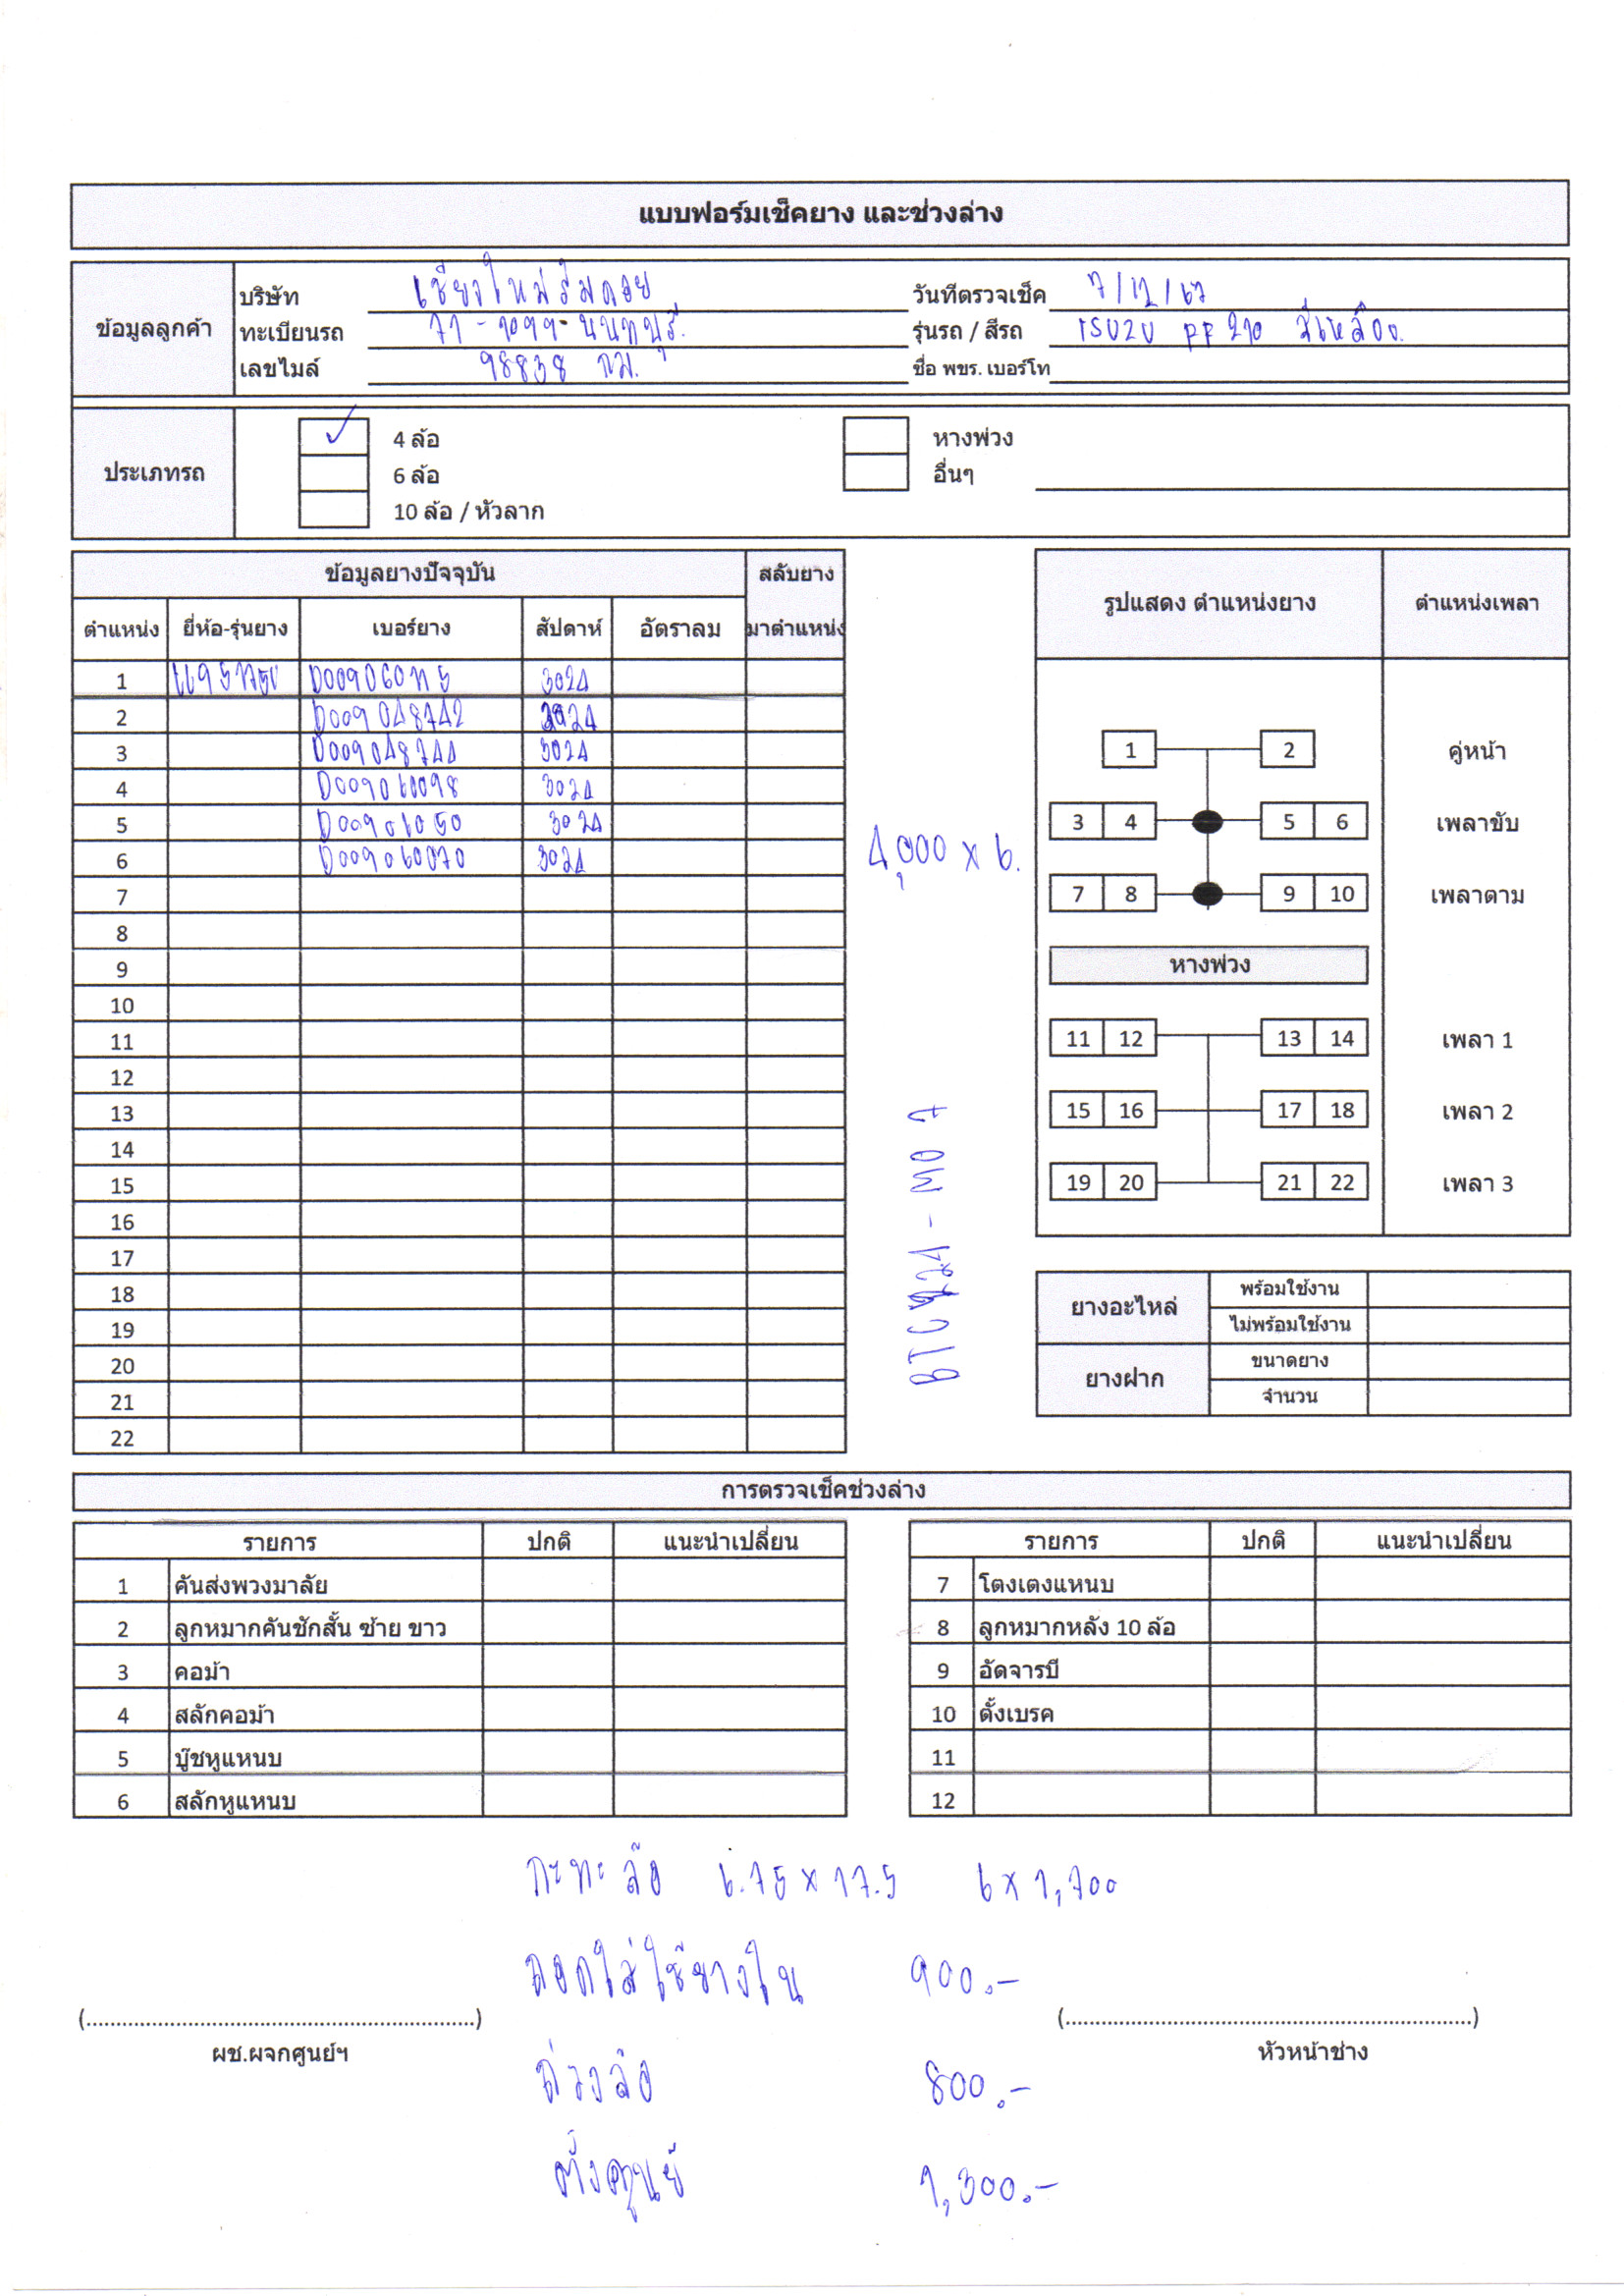 แบบฟอร์มเช็คยาง และช่วงล่าง
ข้อมูลลูกค้า
บริษัท เชียงใหม่ริมดอย วันที่ตรวจเช็ค 7/12/67
ทะเบียนรถ 71-1099 นนทบุรี. รุ่นรถ / สีรถ ISUZU สีเหลือง.
เลขไมล์ 98838 กม. ชื่อ พขร. เบอร์โท
ประเภทรถ
✓ 4 ล้อ หางพ่วง
6 ล้อ อื่นๆ
10 ล้อ / หัวลาก
ข้อมูลยางปัจจุบัน สลับยาง
ตำแหน่ง ยี่ห้อ-รุ่นยาง เบอร์ยาง สัปดาห์ อัตราลม มาตำแหน่ง
1 D009060115 3024
2 D009048742 3024
3 D009048744 3024
4 D009060098 3024
5 3024
6 D009060070 3024
7
8
9
10
11
12
13
14
15
16
17
18
19
20
21
22
4,000 x 6.
รูปแสดง ตำแหน่งยาง ตำแหน่งเพลา
1 2 คู่หน้า
3 4 5 6 เพลาขับ
7 8 9 10 เพลาตาม
หางพ่วง
11 12 13 14 เพลา 1
15 16 17 18 เพลา 2
19 20 21 22 เพลา 3
ยางอะไหล่ พร้อมใช้งาน
ไม่พร้อมใช้งาน
ยางฝาก ขนาดยาง
จำนวน
การตรวจเช็คช่วงล่าง
รายการ ปกติ แนะนำเปลี่ยน รายการ ปกติ แนะนำเปลี่ยน
1 คันส่งพวงมาลัย 7 โตงเตงแหนบ
2 ลูกหมากคันชักสั้น ซ้าย ขาว 8 ลูกหมากหลัง 10 ล้อ
3 คอม้า 9 อัดจารบี
4 สลักคอม้า 10 ตั้งเบรค
5 บู๊ชหูแหนบ 11
6 สลักหูแหนบ 12
กะทะล้อ 6.75 x 17.5 6 x 1,700
ถอดใส่ใช้ยางใน 900.-
(.................................................................) (.................................................................)
ผช.ผจกศูนย์ฯ หัวหน้าช่าง
ถ่วงล้อ 800.-
ตั้งศูนย์ 1,300.-